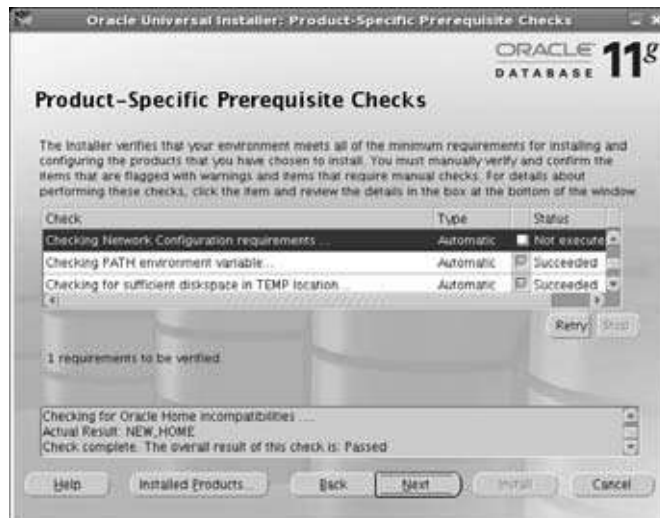 Oracle Universal Installer: Product-Specific Prerequisite Checks
ORACLE 11g
DATABASE
Product-Specific Prerequisite Checks
The Installer verifies that your environment meets all of the minimum requirements for installing and
configuring the products that you have chosen to install. You must manually verify and confirm the
items that are flagged with warnings and items that require manual checks. For details about
performing these checks, click the item and review the details in the box at the bottom of the window.
Check Type Status
Checking Network Configuration requirements ... Automatic Not execute
Checking PATH environment variable... Automatic Succeeded
Checking for sufficient diskspace in TEMP location... Automatic Succeeded
Retry Stop
1 requirements to be verified.
Checking for Oracle Home incompatibilities ....
Actual Result: NEW_HOME
Check complete. The overall result of this check is: Passed
Help Installed Products... Back Next Install Cancel